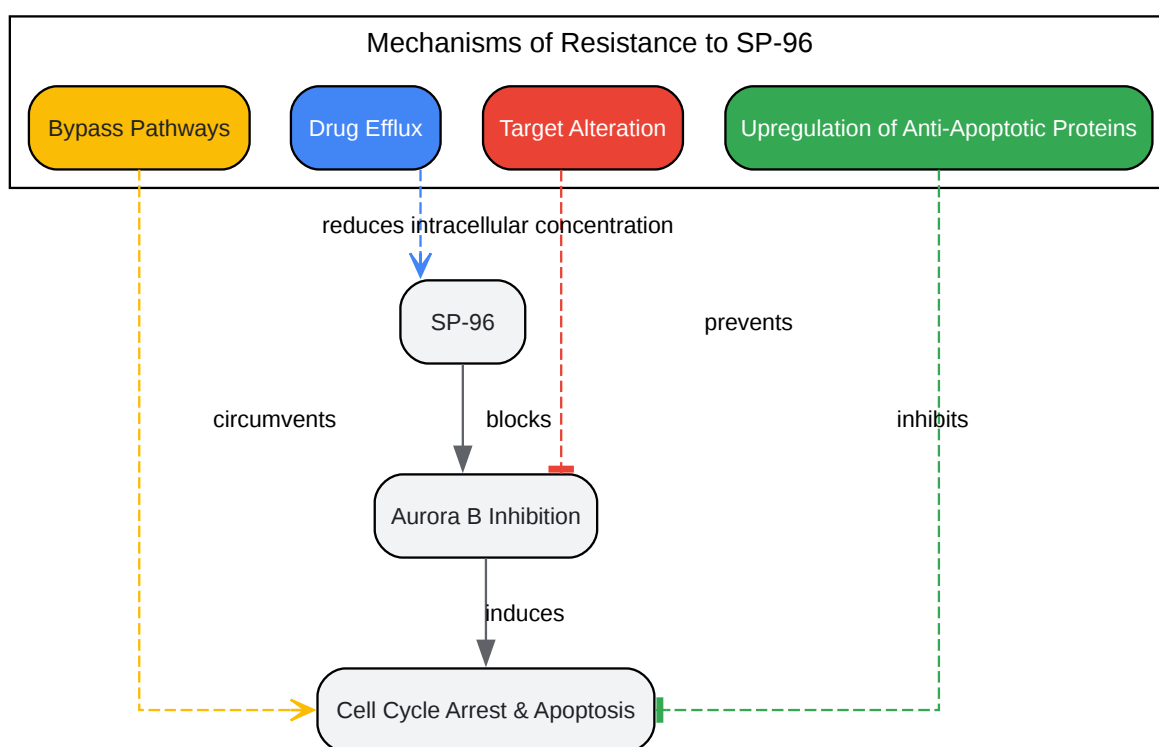 Mechanisms of Resistance to SP-96
Bypass Pathways
Drug Efflux
Target Alteration
Upregulation of Anti-Apoptotic Proteins
reduces intracellular concentration
SP-96
prevents
circumvents
blocks
inhibits
Aurora B Inhibition
induces
Cell Cycle Arrest & Apoptosis